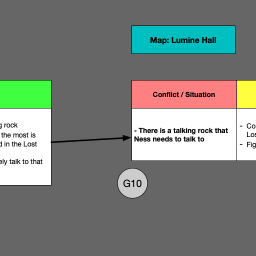 Map: Lumine Hall
Conflict / Situation
g rock
the most is
d in the Lost
ely talk to that
- There is a talking rock that
Ness needs to talk to
- Co
Los
- Fig
G10